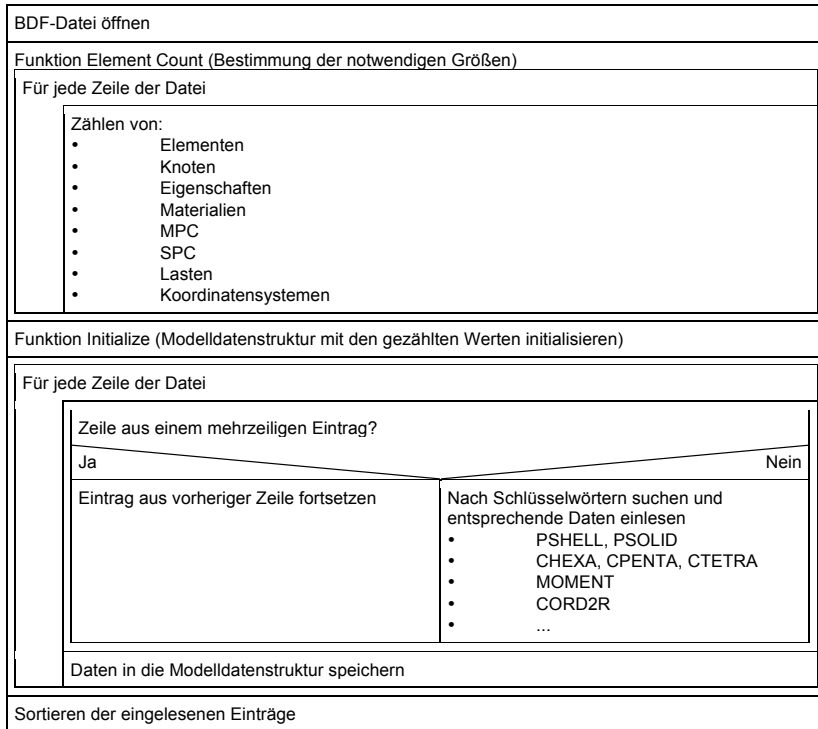 BDF-Datei öffnen
Funktion Element Count (Bestimmung der notwendigen Größen)
Für jede Zeile der Datei
Zählen von:
• Elementen
• Knoten
• Eigenschaften
• Materialien
• MPC
• SPC
• Lasten
• Koordinatensystemen
Funktion Initialize (Modelldatenstruktur mit den gezählten Werten initialisieren)
Für jede Zeile der Datei
Zeile aus einem mehrzeiligen Eintrag?
Ja
Nein
Eintrag aus vorheriger Zeile fortsetzen
Nach Schlüsselwörtern suchen und
entsprechende Daten einlesen
• PSHELL, PSOLID
• CHEXA, CPENTA, CTETRA
• MOMENT
• CORD2R
• ...
Daten in die Modelldatenstruktur speichern
Sortieren der eingelesenen Einträge